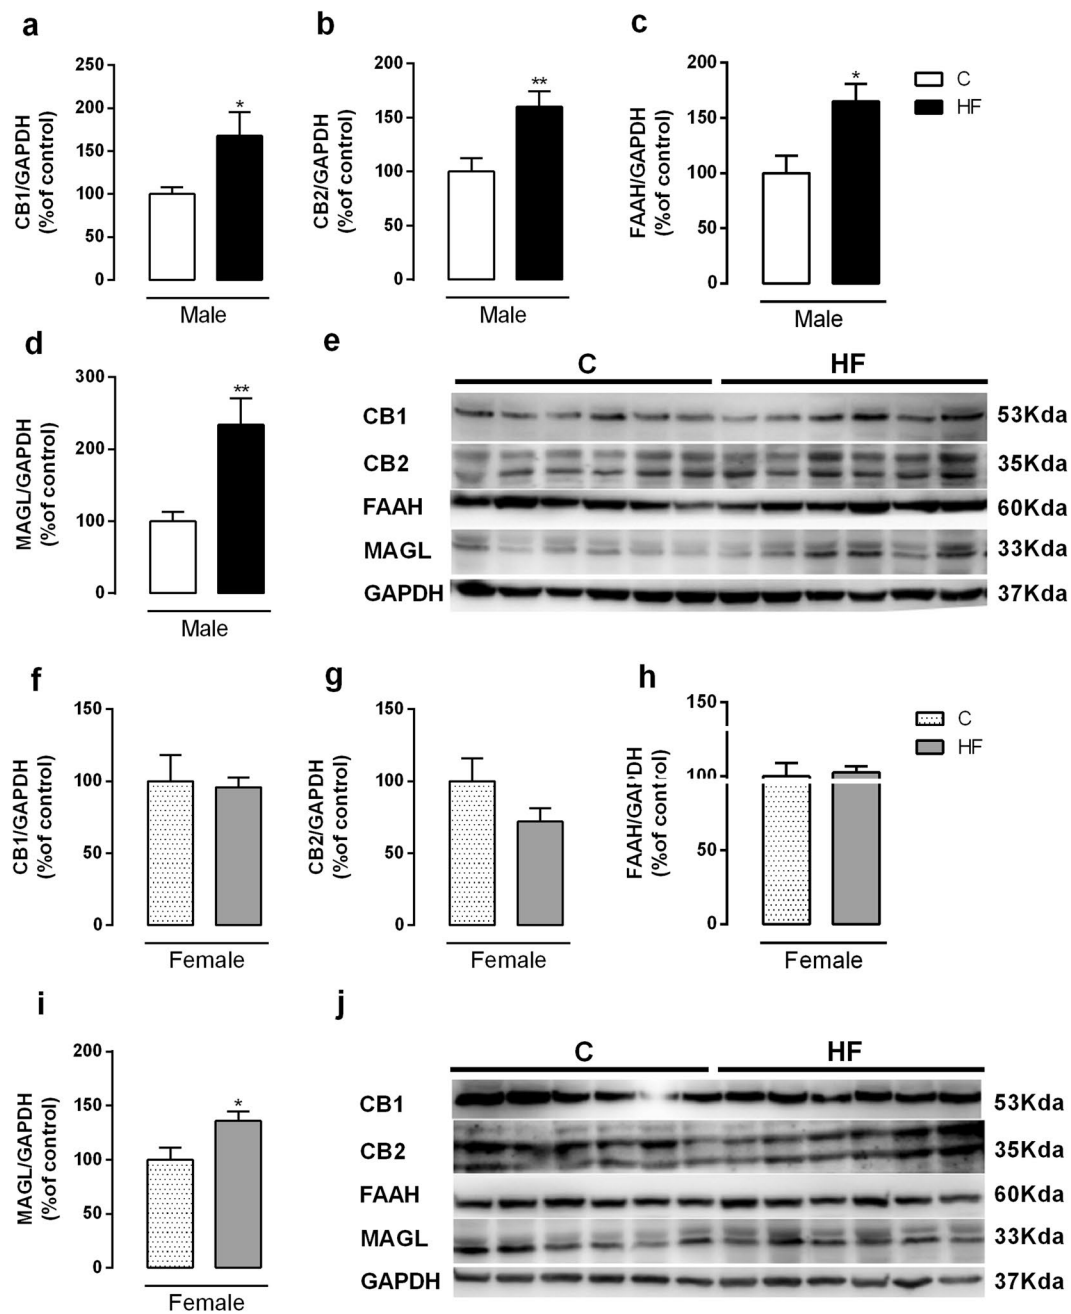 a
CB1/GAPDH
(%of control)
250
200
150
100
50
0
*
Male
b
CB2/GAPDH
(%of control)
200
150
100
50
0
**
Male
c
FAAH/GAPDH
(%of control)
200
150
100
50
0
*
Male
C
HF
d
MAGL/GAPDH
(%of control)
300
200
100
0
**
Male
e
C HF
CB1 53Kda
CB2 35Kda
FAAH 60Kda
MAGL 33Kda
GAPDH 37Kda
f
CB1/GAPDH
(%of control)
150
100
50
0
Female
g
CB2/GAPDH
(%of control)
150
100
50
0
Female
h
FAAH/GAPDH
(%of control)
150
100
50
0
Female
C
HF
i
MAGL/GAPDH
(%of control)
200
150
100
50
0
*
Female
j
C HF
CB1 53Kda
CB2 35Kda
FAAH 60Kda
MAGL 33Kda
GAPDH 37Kda